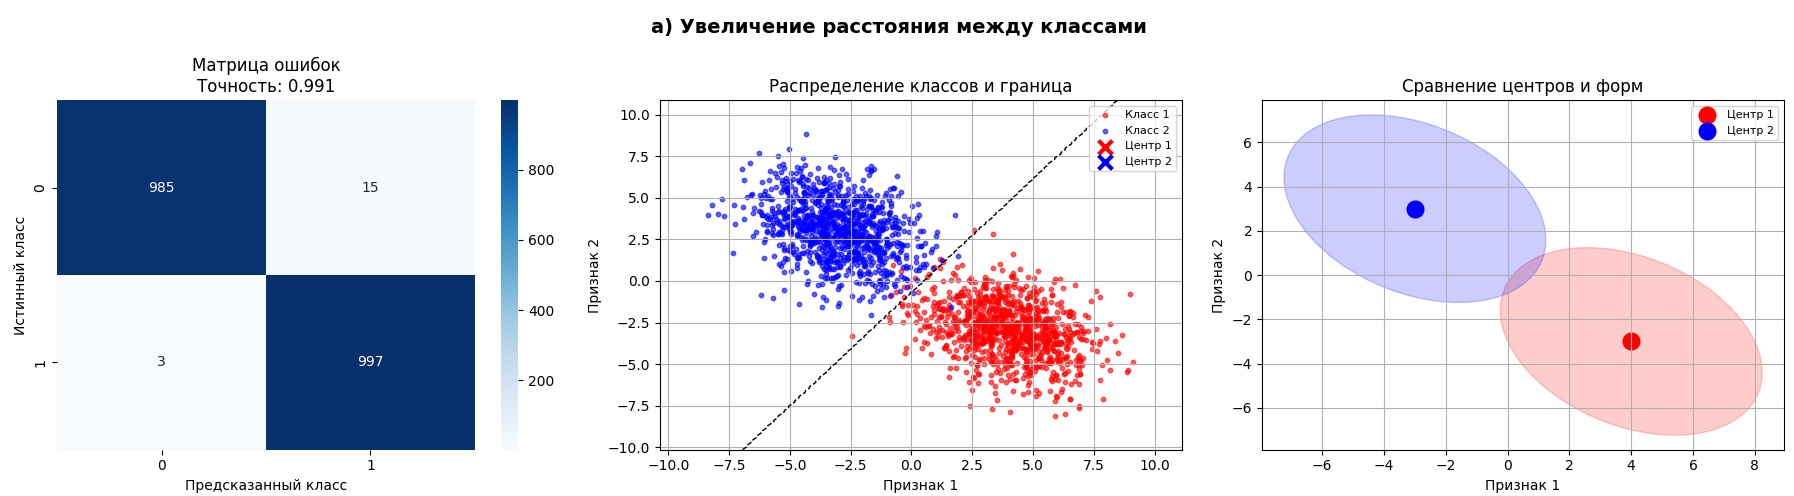 а) Увеличение расстояния между классами
Матрица ошибок
Точность: 0.991
985
15
3
997
0
1
0
1
Истинный класс
Предсказанный класс
800
600
400
200
Распределение классов и граница
Класс 1
Класс 2
Центр 1
Центр 2
10.0
7.5
5.0
2.5
0.0
−2.5
−5.0
−7.5
−10.0
Признак 2
−10.0
−7.5
−5.0
−2.5
0.0
2.5
5.0
7.5
10.0
Признак 1
Сравнение центров и форм
Центр 1
Центр 2
6
4
2
0
−2
−4
−6
Признак 2
−6
−4
−2
0
2
4
6
8
Признак 1